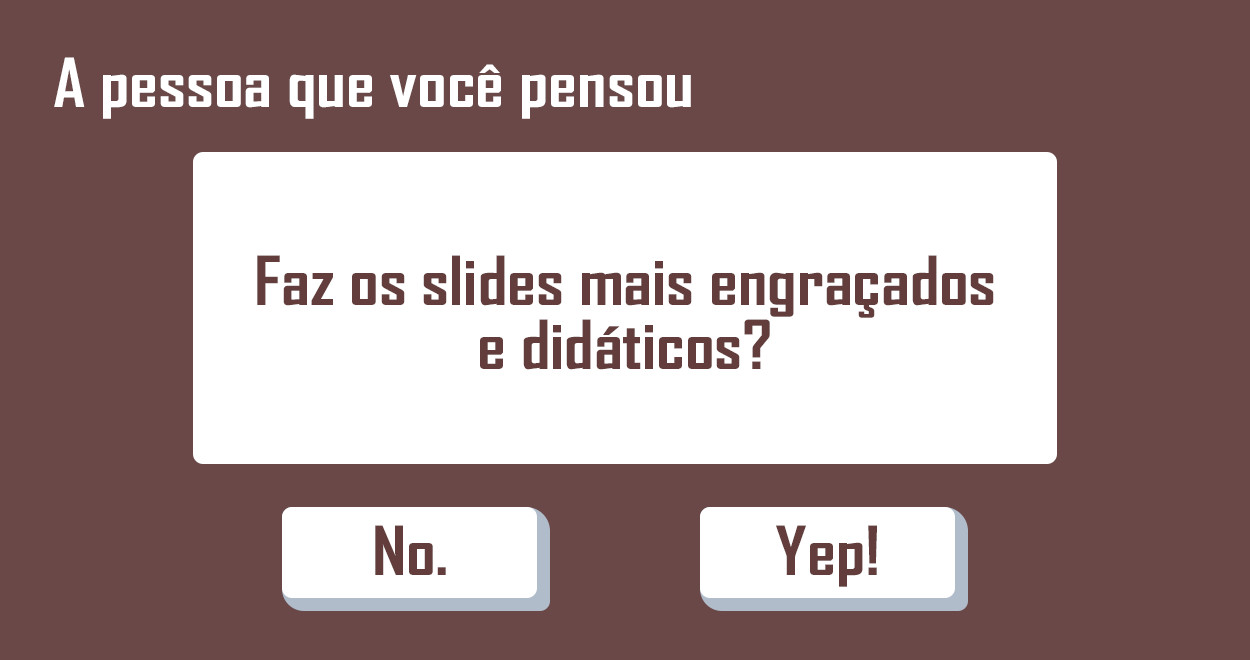 A pessoa que você pensou
Faz os slides mais engraçados
e didáticos?
No.
Yep!